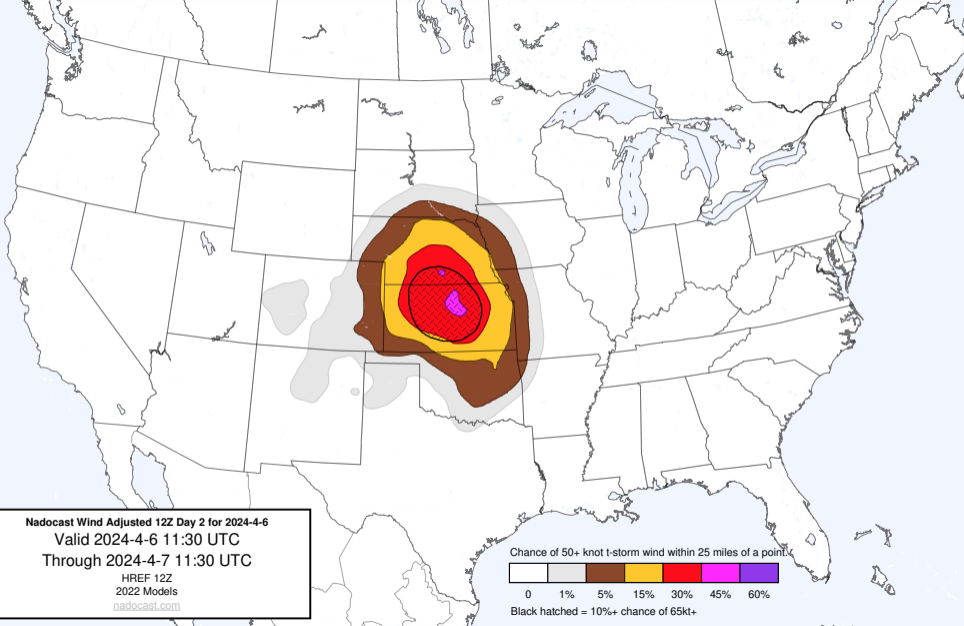 Nadocast Wind Adjusted 12Z Day 2 for 2024-4-6
Valid 2024-4-6 11:30 UTC
Through 2024-4-7 11:30 UTC
HREF 12Z
2022 Models
nadocast.com
Chance of 50+ knot t-storm wind within 25 miles of a point.
0 1% 5% 15% 30% 45% 60%
Black hatched = 10%+ chance of 65kt+